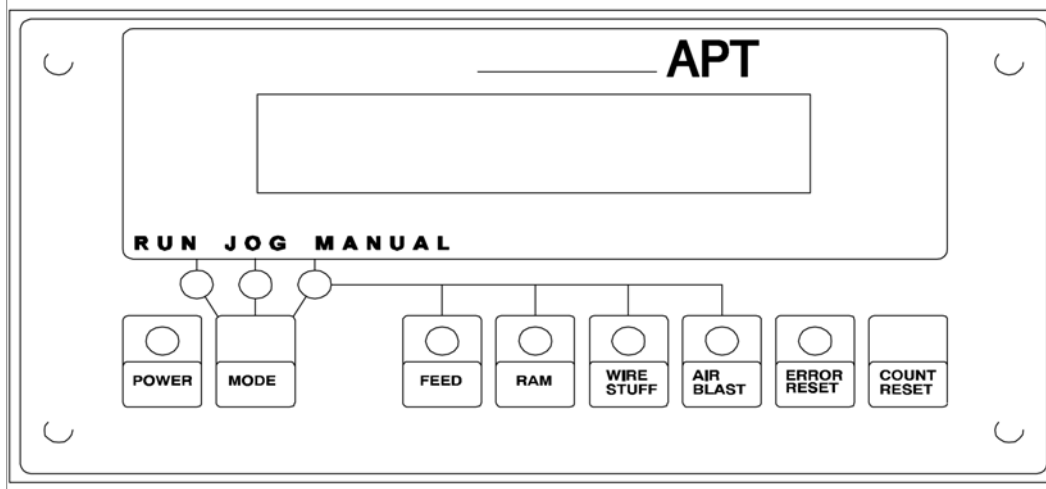 APT
RUN JOG MANUAL
POWER MODE FEED RAM WIRE STUFF AIR BLAST ERROR RESET COUNT RESET